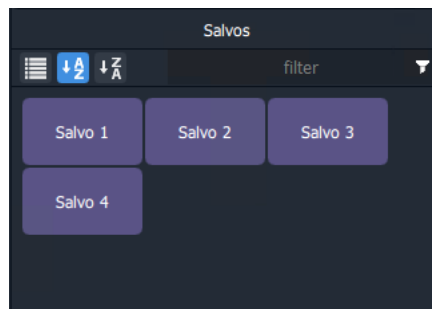 Salvos
A
Z
Z
A
filter
Salvo 1 Salvo 2 Salvo 3
Salvo 4